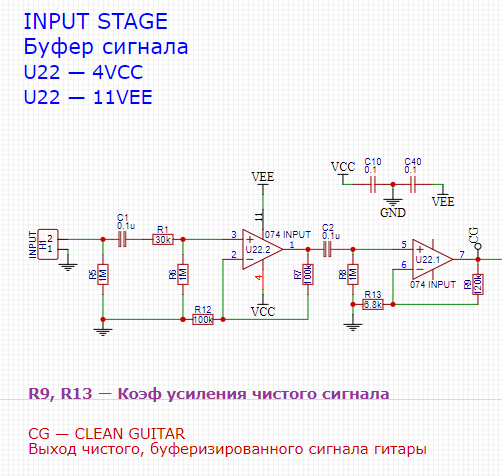 INPUT STAGE
Буфер сигнала
U22 — 4VCC
U22 — 11VEE
VEE
VCC
C10
0.1
C40
0.1
VEE
GND
CG
INPUT
H1
2
1
C1
0.1u
R1
30k
3
2
11
4
1
074 INPUT
U22.2
VCC
C2
0.1u
5
6
7
U22.1
074 INPUT
R5
1M
R6
1M
R7
100k
R8
1M
R9
120k
R12
100k
R13
6.8k
R9, R13 — Коэф усиления чистого сигнала
CG — CLEAN GUITAR
Выход чистого, буферизированного сигнала гитары